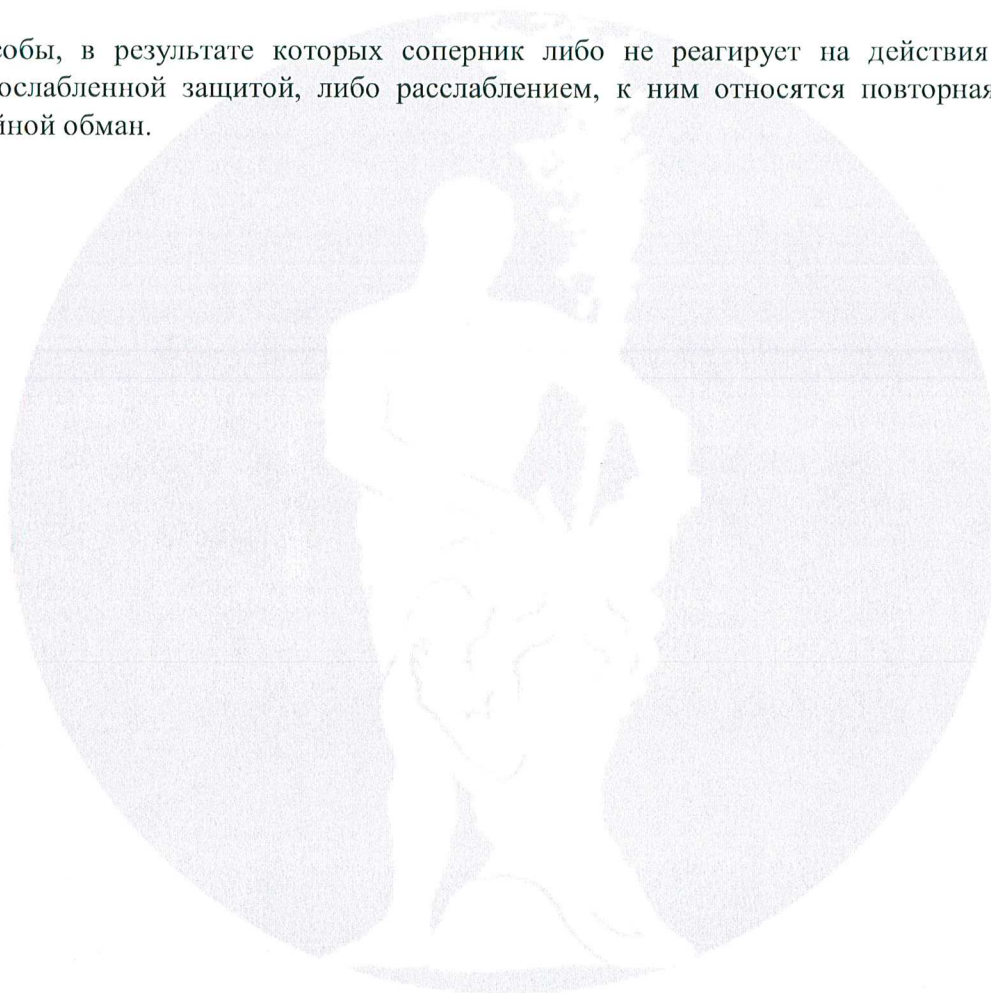 собы, в результате которых соперник либо не реагирует на действия
ослабленной защитой, либо расслаблением, к ним относятся повторная
йной обман.